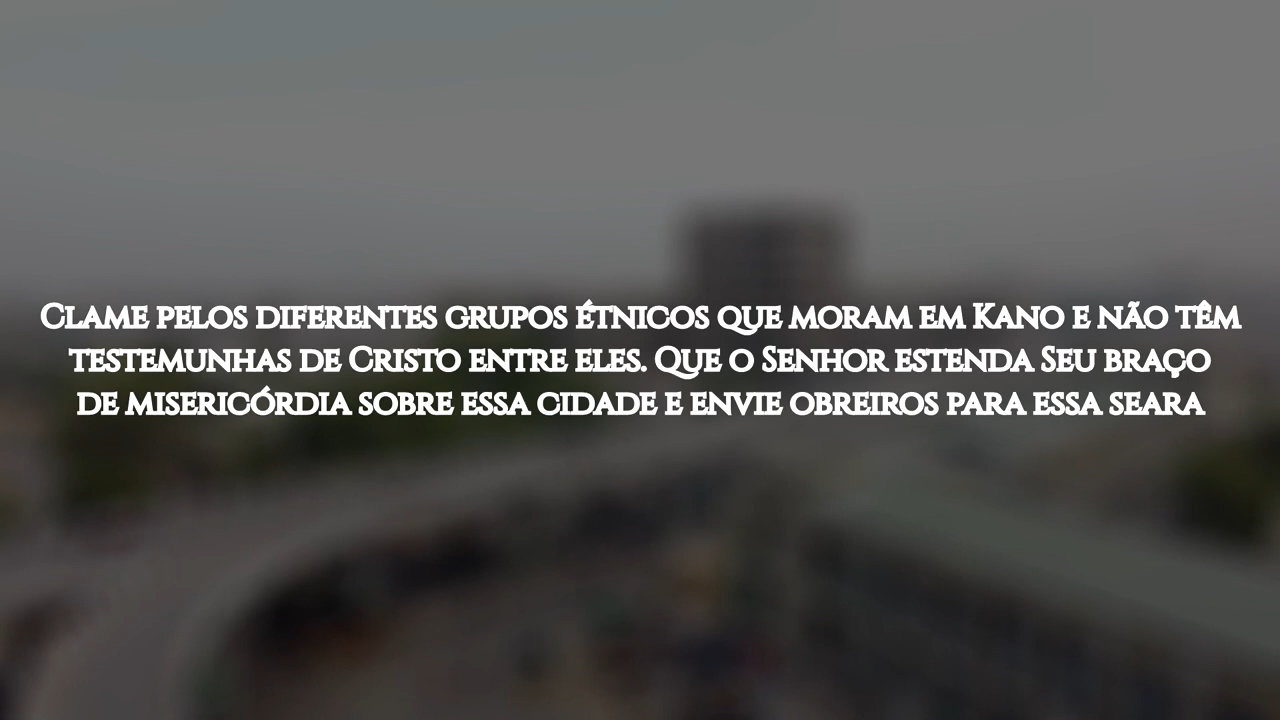 Clame pelos diferentes grupos étnicos que moram em Kano e não têm
testemunhas de Cristo entre eles. Que o Senhor estenda Seu braço
de misericórdia sobre essa cidade e envie obreiros para essa seara